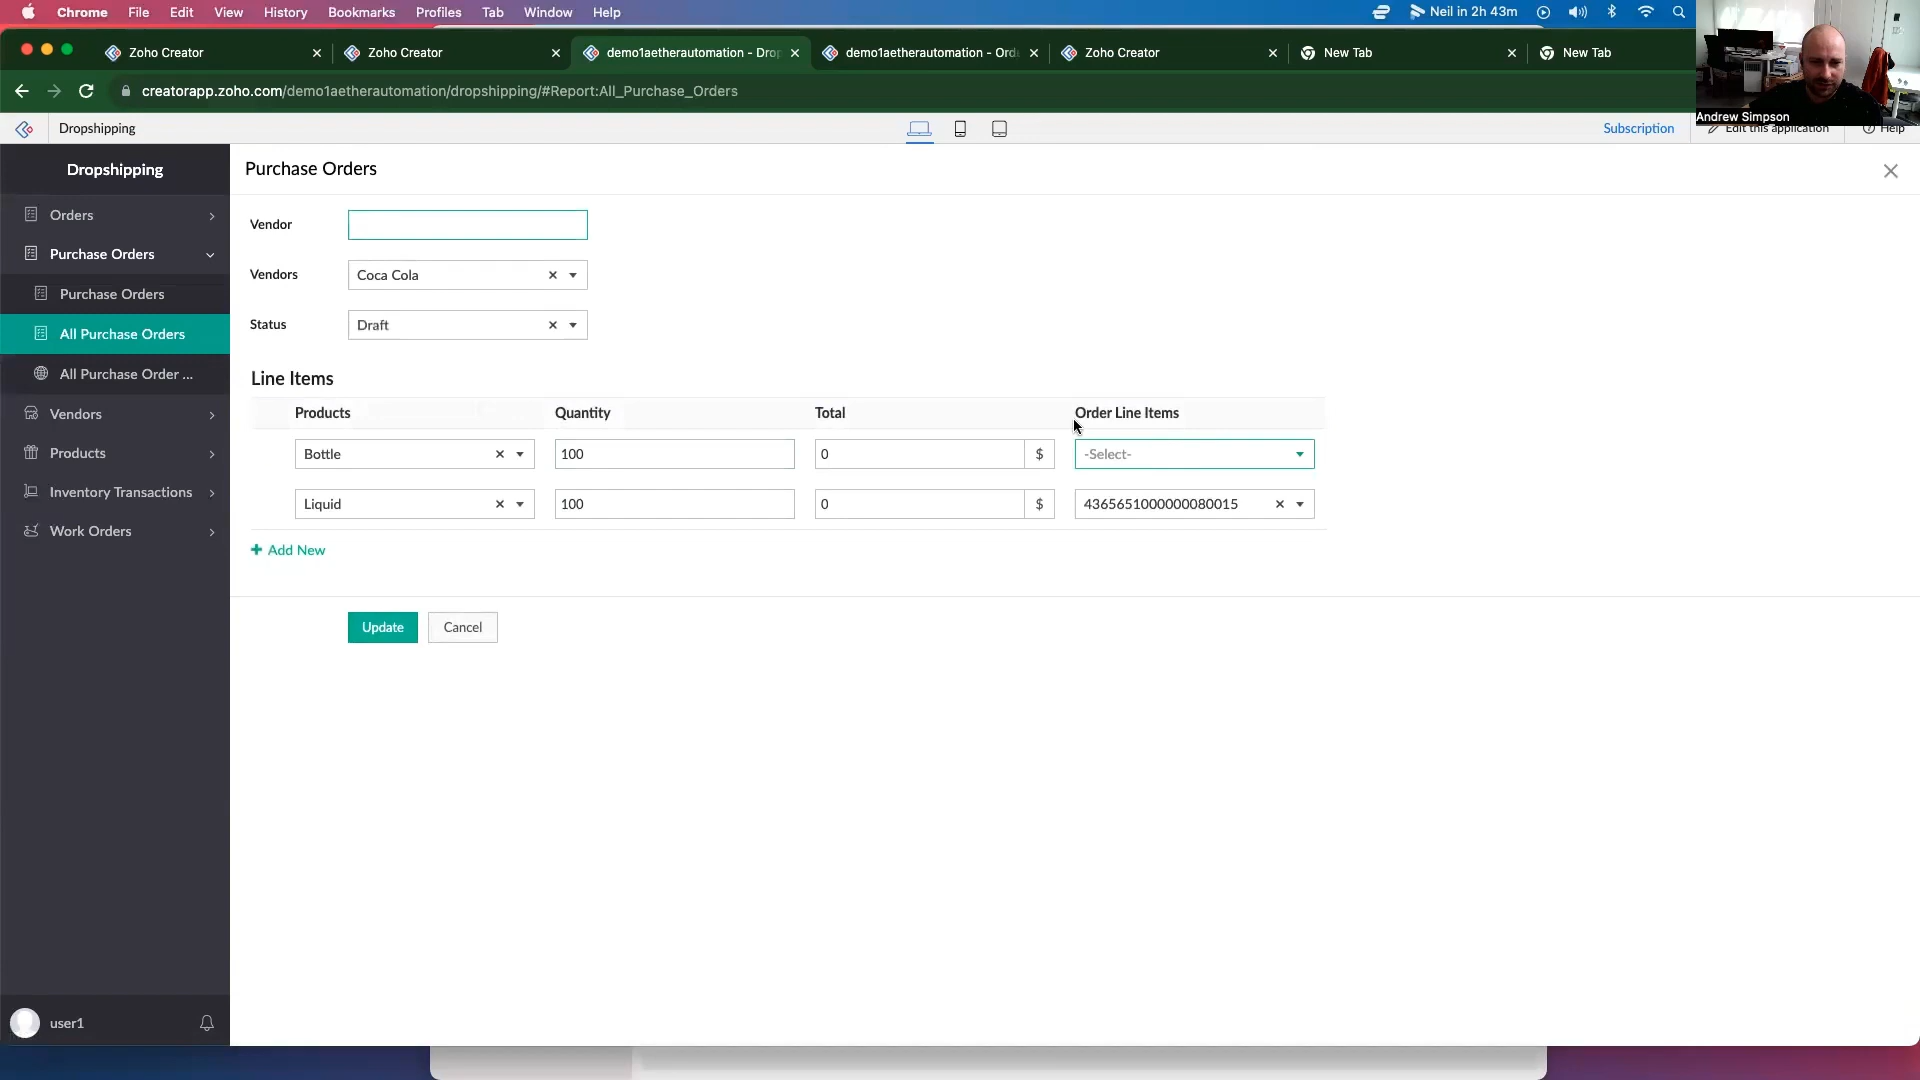 Chrome File Edit View History Bookmarks Profiles Tab Window Help Neil in 2h 43m
Zoho Creator Zoho Creator demo1aetherautomation - Drop demo1aetherautomation - Ord Zoho Creator New Tab New Tab
creatorapp.zoho.com/demo1aetherautomation/dropshipping/#Report:All_Purchase_Orders
Andrew Simpson
Dropshipping Subscription Edit this application Help
Dropshipping
Orders
Purchase Orders
Purchase Orders
All Purchase Orders
All Purchase Order ...
Vendors
Products
Inventory Transactions
Work Orders
user1
Purchase Orders
Vendor
Vendors Coca Cola
Status Draft
Line Items
Products Quantity Total Order Line Items
Bottle 100 0 $ -Select-
Liquid 100 0 $ 4365651000000080015
+ Add New
Update Cancel